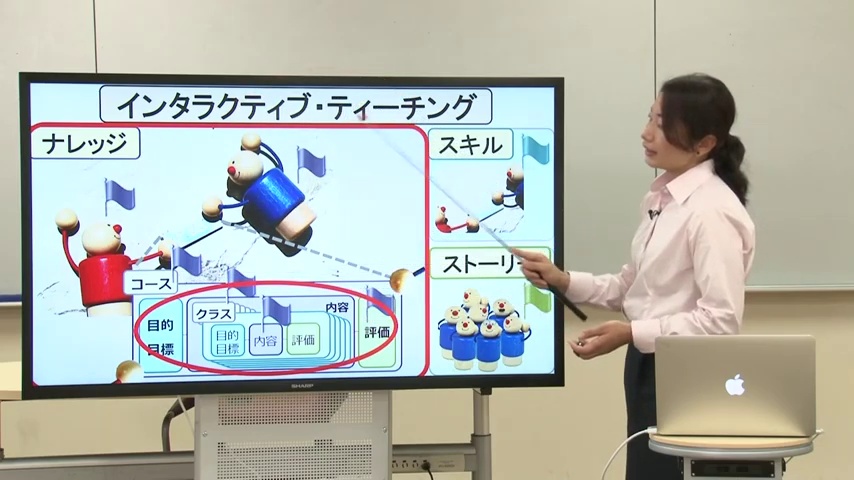 インタラクティブ・ティーチング
ナレッジ
スキル
ストーリー
コース
クラス
内容
目的
目標
目的
目標
内容
評価
評価
SHARP